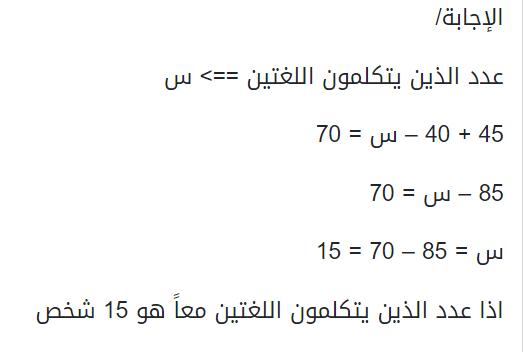 الإجابة/
عدد الذين يتكلمون اللغتين ==> س
45 + 40 – س = 70
85 – س = 70
س = 85 – 70 = 15
اذا عدد الذين يتكلمون اللغتين معاً هو 15 شخص